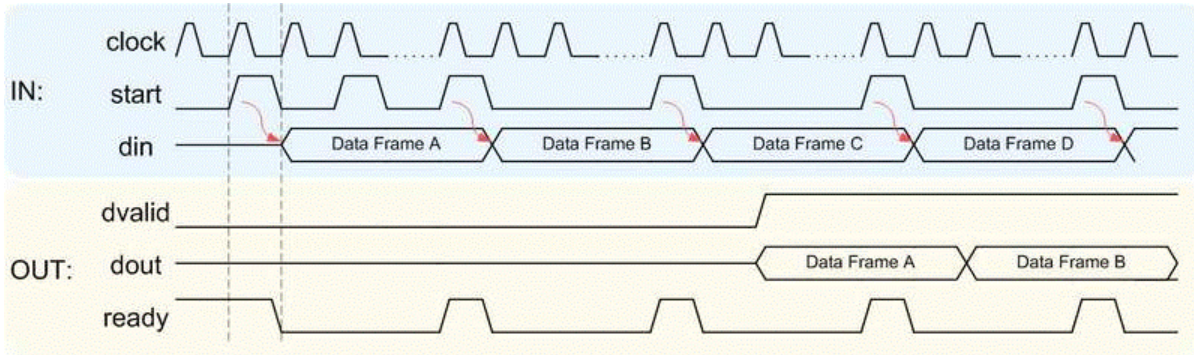 clock
IN:
start
din
Data Frame A
Data Frame B
Data Frame C
Data Frame D
dvalid
OUT:
dout
Data Frame A
Data Frame B
ready